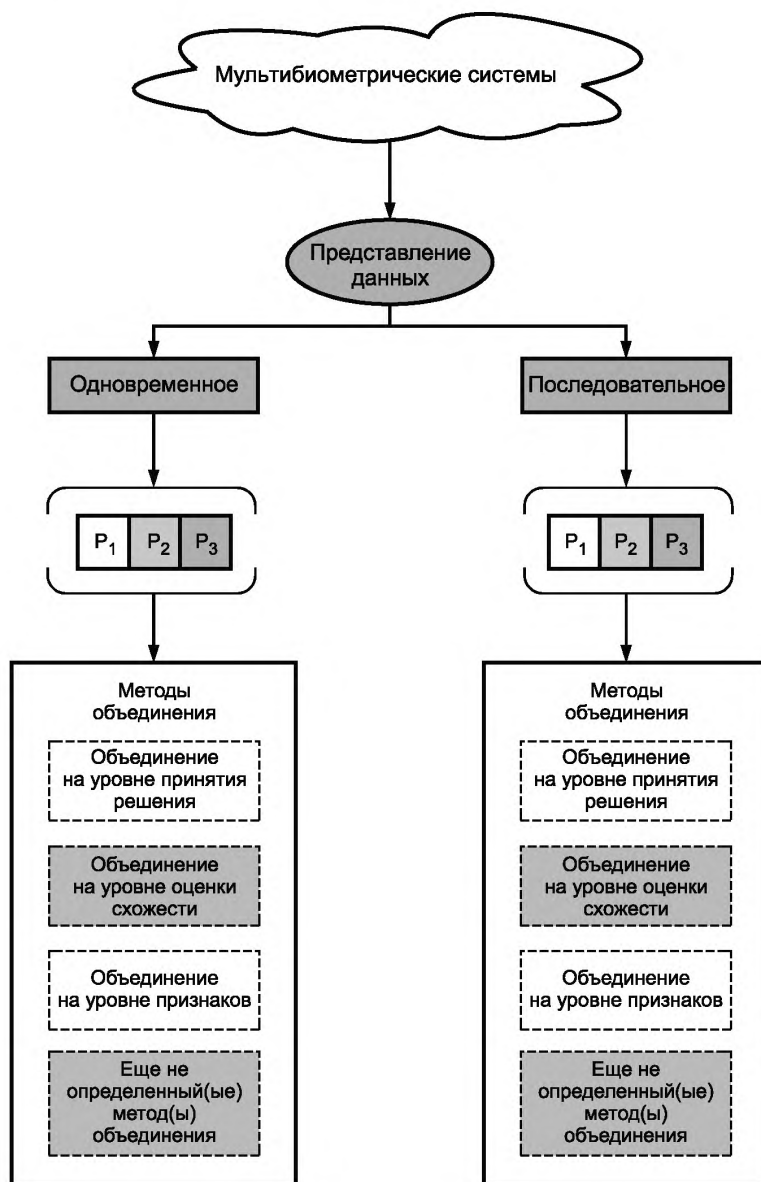 Мультибиометрические системы
Представление
данных
Одновременное
Последовательное
P1 P2 P3
P1 P2 P3
Методы
объединения
Объединение
на уровне принятия
решения
Объединение
на уровне оценки
схожести
Объединение
на уровне признаков
Еще не
определенный(ые)
метод(ы)
объединения
Методы
объединения
Объединение
на уровне принятия
решения
Объединение
на уровне оценки
схожести
Объединение
на уровне признаков
Еще не
определенный(ые)
метод(ы)
объединения